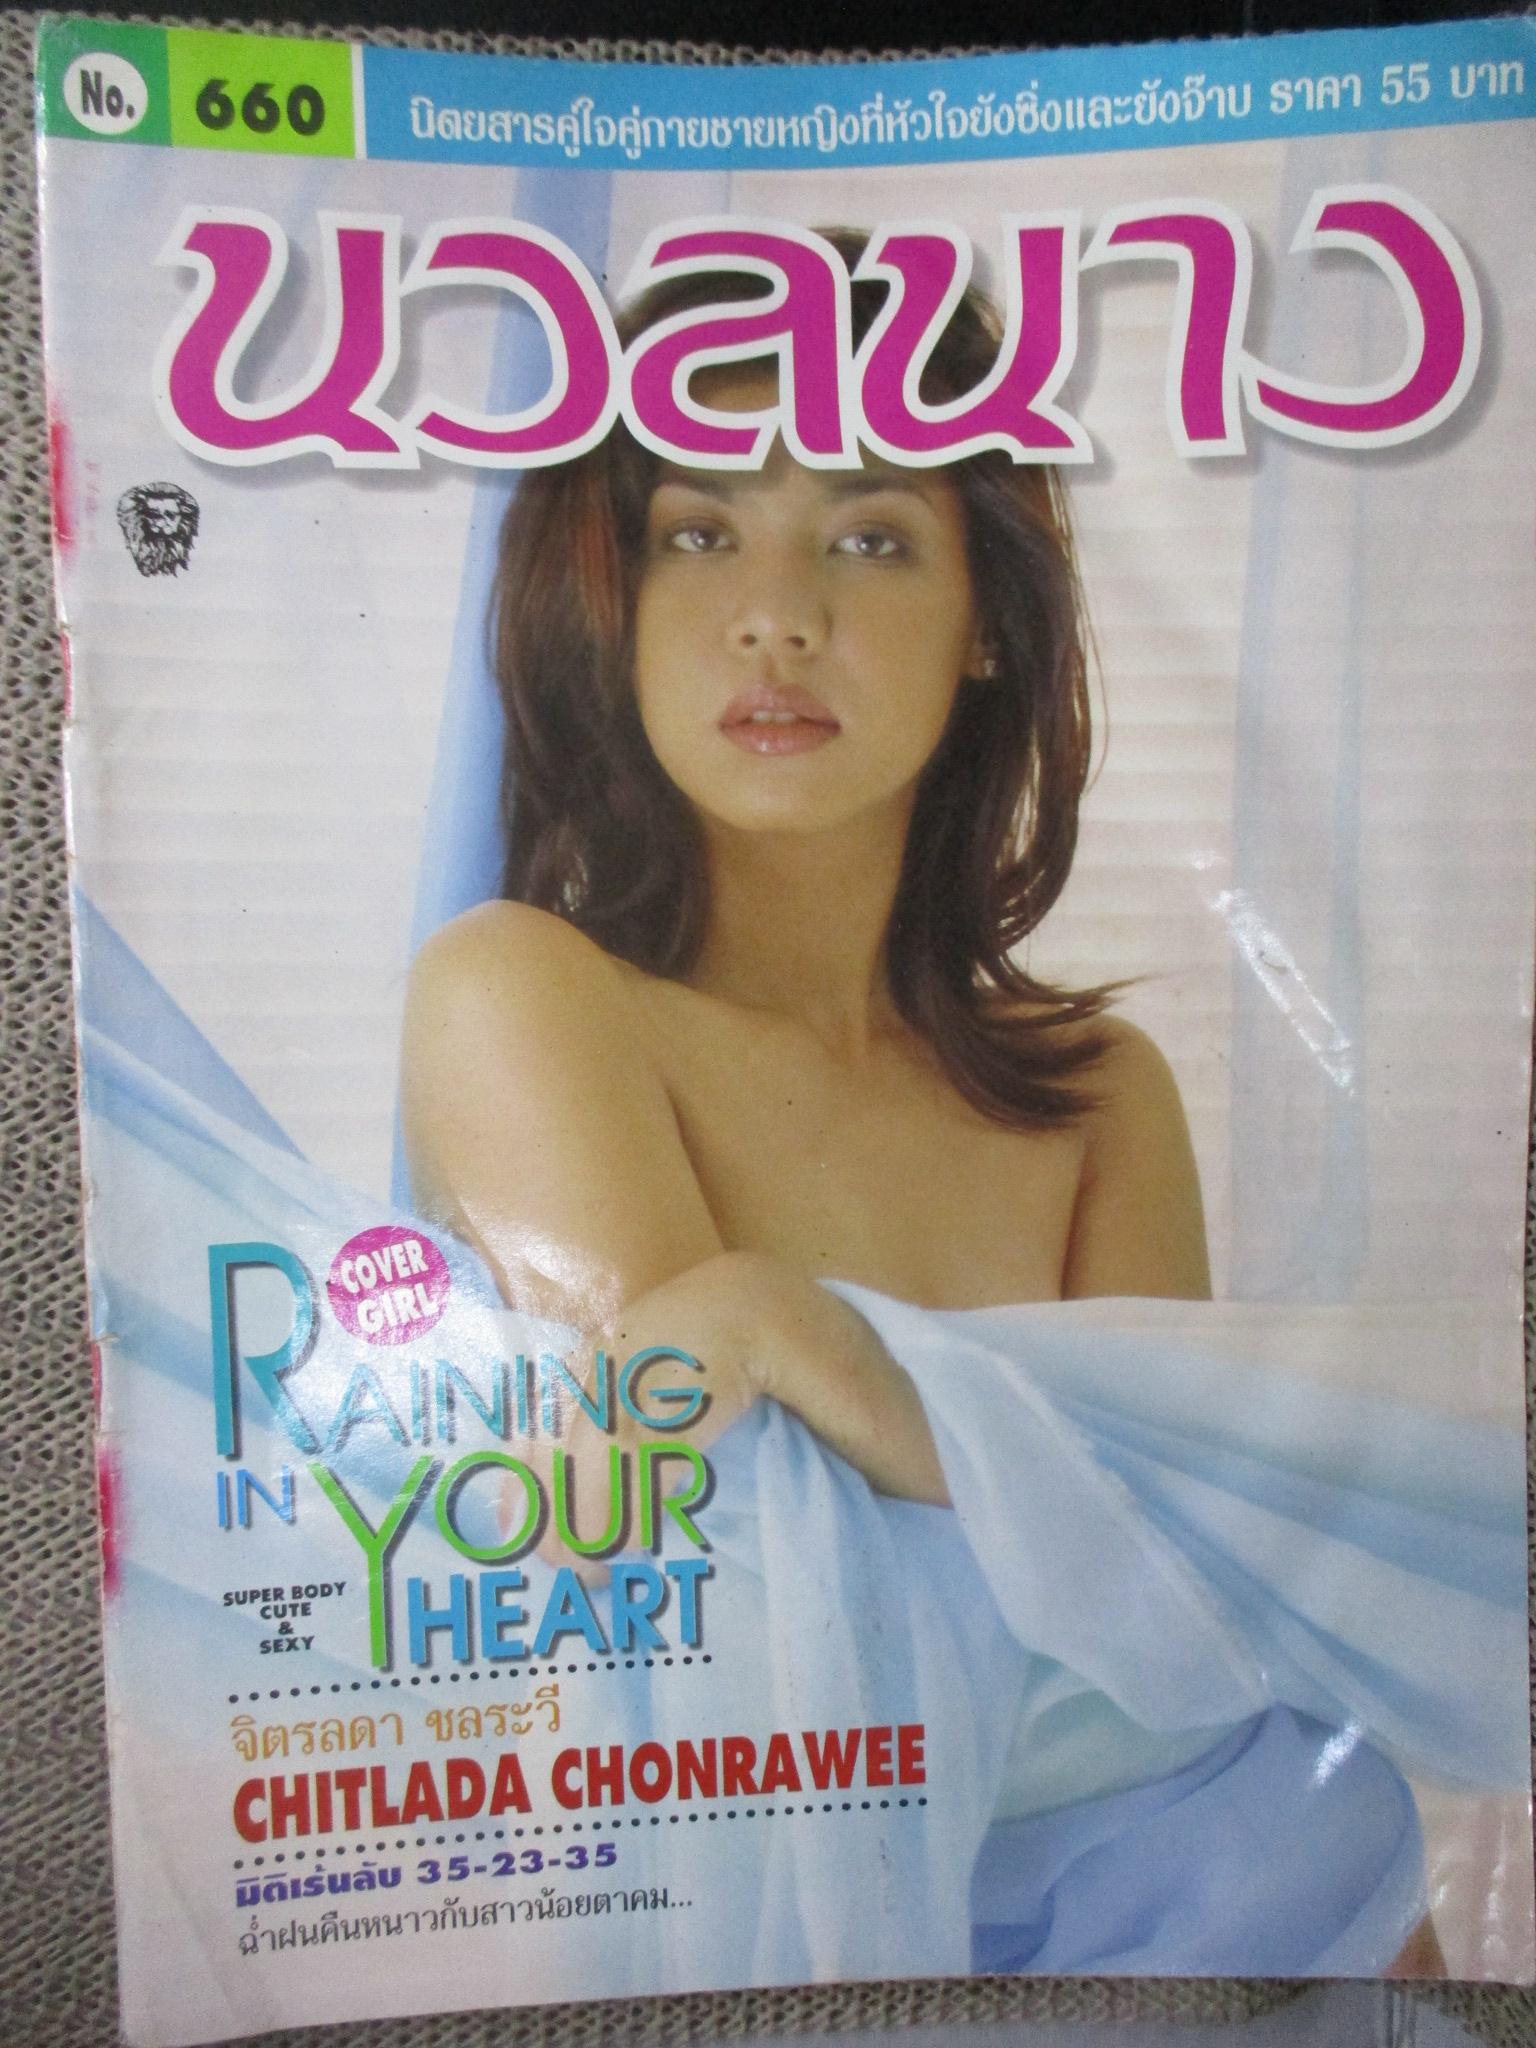 No. 660 นิตยสารคู่ใจคู่กายชายหญิงที่หัวใจยังซิ่งและยังจ๊าบ ราคา 55 บาท
นวลนาว
COVER
GIRL
RAINING
IN YOUR
HEART
SUPER BODY
CUTE
&
SEXY
จิตรลดา ชลระวี
CHITLADA CHONRAWEE
มิติเร้นลับ 35-23-35
ฉ่ำฝนคืนหนาวกับสาวน้อยตาคม...